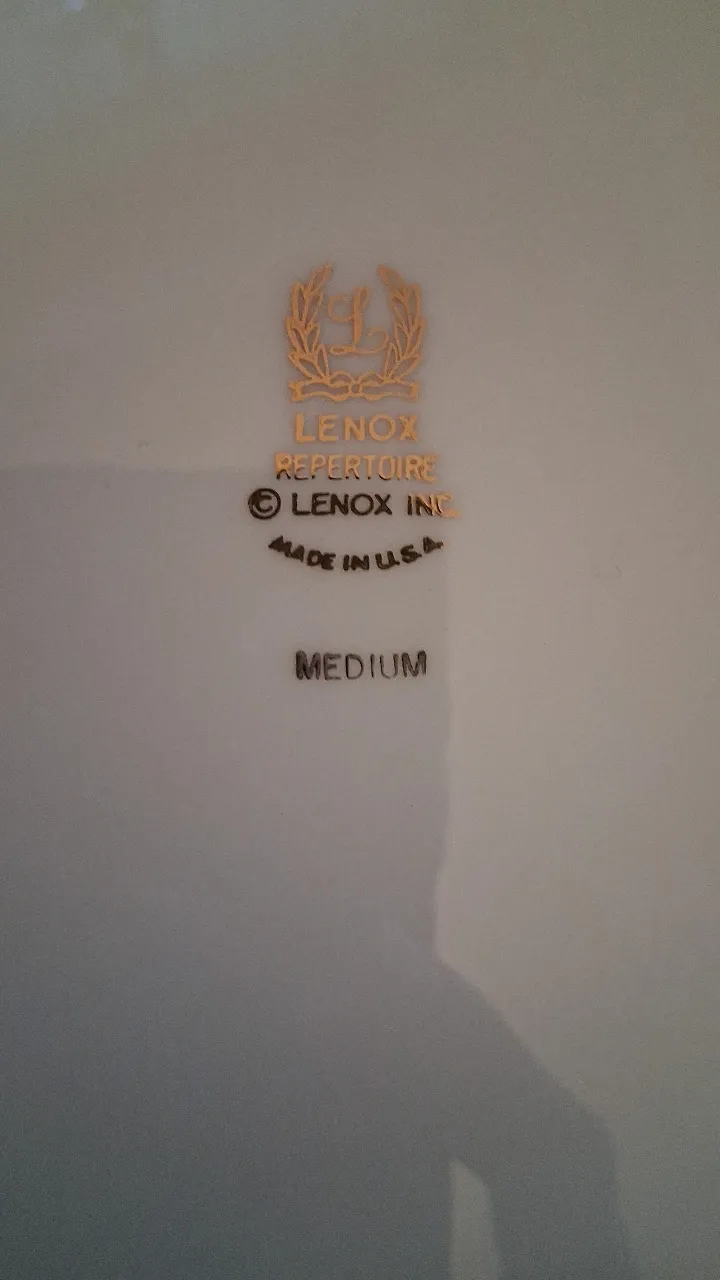 L
LENOX
REPERTOIRE
© LENOX INC.
MADE IN U.S.A.
MEDIUM